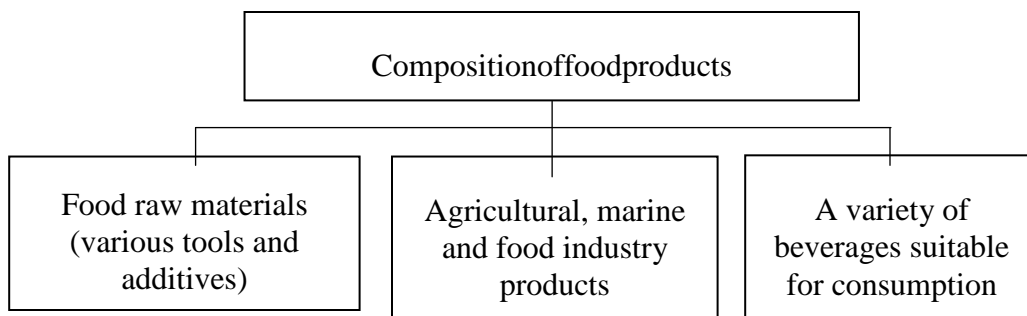 Compositionoffoodproducts
Food raw materials
(various tools and
additives)
Agricultural, marine
and food industry
products
A variety of
beverages suitable
for consumption